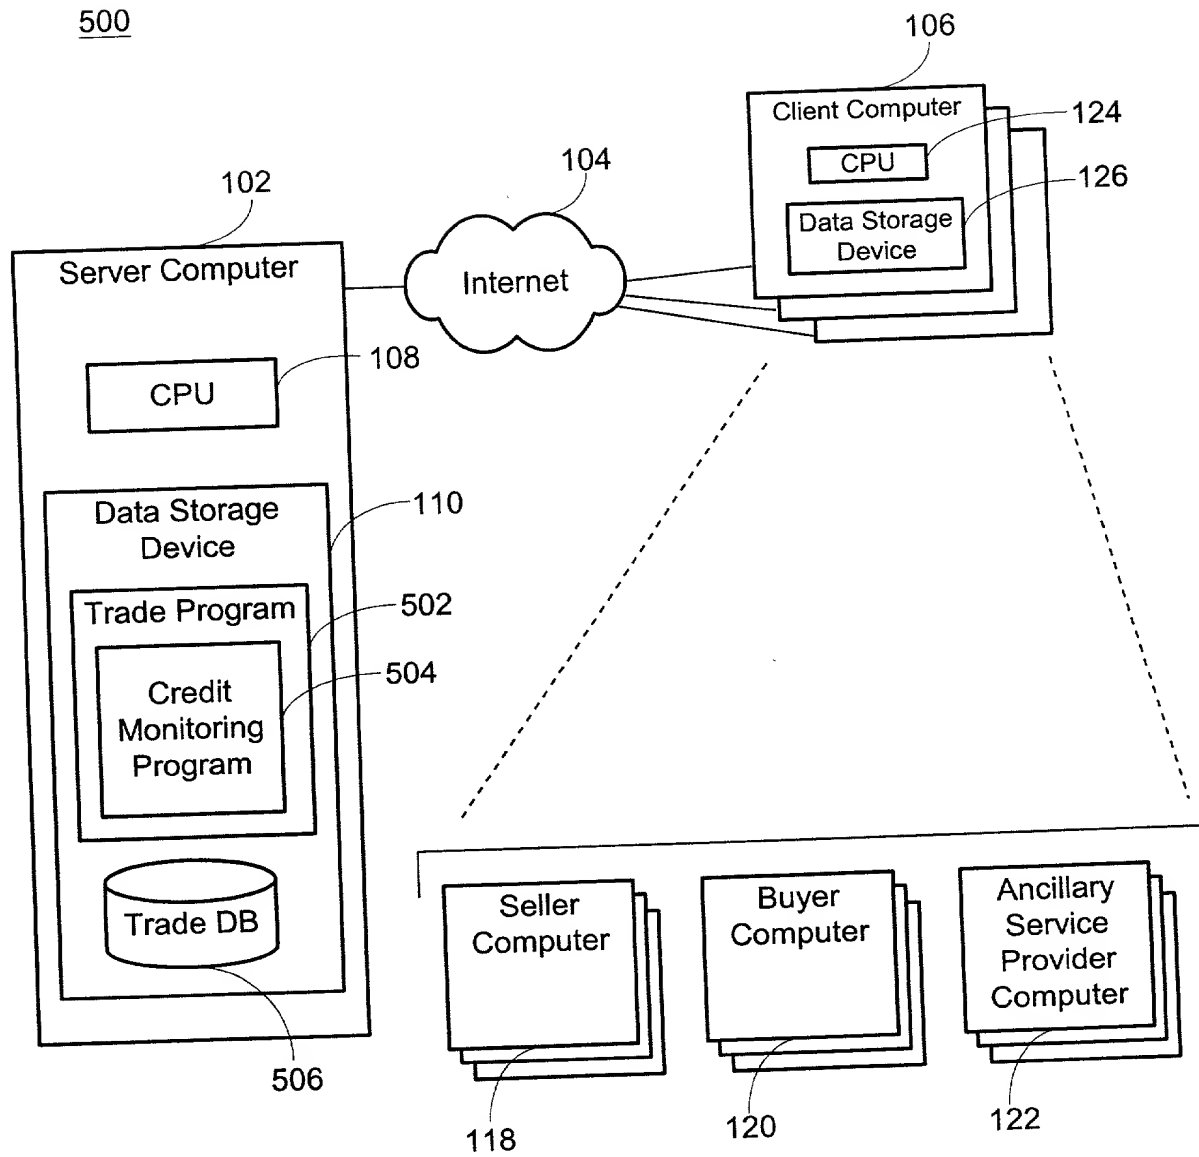 500
106
Client Computer
124
CPU
126
Data Storage
Device
104
Internet
102
Server Computer
108
CPU
110
Data Storage
Device
502
Trade Program
504
Credit
Monitoring
Program
Trade DB
506
Seller
Computer
118
Buyer
Computer
120
Ancillary
Service
Provider
Computer
122